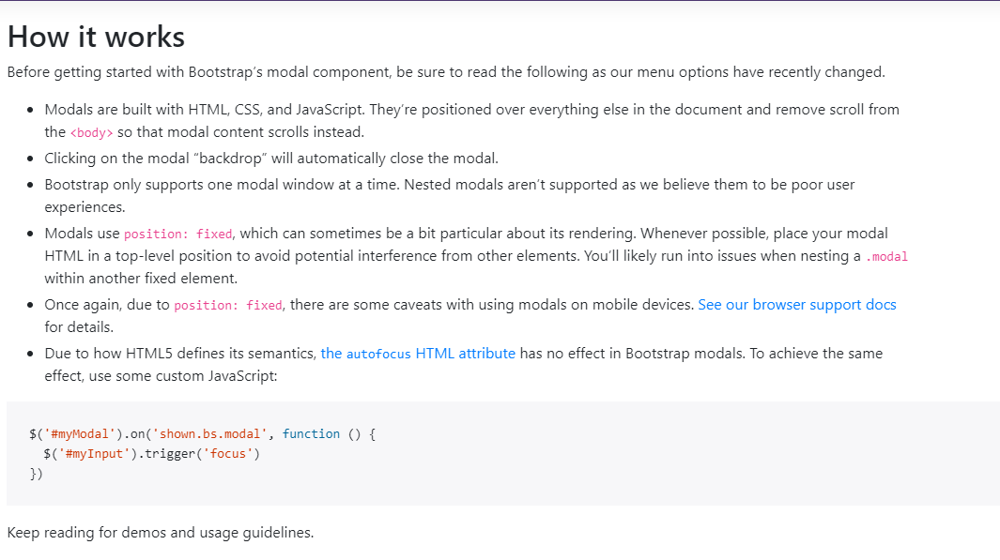 How it works
Before getting started with Bootstrap’s modal component, be sure to read the following as our menu options have recently changed.
• Modals are built with HTML, CSS, and JavaScript. They’re positioned over everything else in the document and remove scroll from
the <body> so that modal content scrolls instead.
• Clicking on the modal “backdrop” will automatically close the modal.
• Bootstrap only supports one modal window at a time. Nested modals aren’t supported as we believe them to be poor user
experiences.
• Modals use position: fixed, which can sometimes be a bit particular about its rendering. Whenever possible, place your modal
HTML in a top-level position to avoid potential interference from other elements. You’ll likely run into issues when nesting a .modal
within another fixed element.
• Once again, due to position: fixed, there are some caveats with using modals on mobile devices. See our browser support docs
for details.
• Due to how HTML5 defines its semantics, the autofocus HTML attribute has no effect in Bootstrap modals. To achieve the same
effect, use some custom JavaScript:
$('#myModal').on('shown.bs.modal', function () {
  $('#myInput').trigger('focus')
})
Keep reading for demos and usage guidelines.